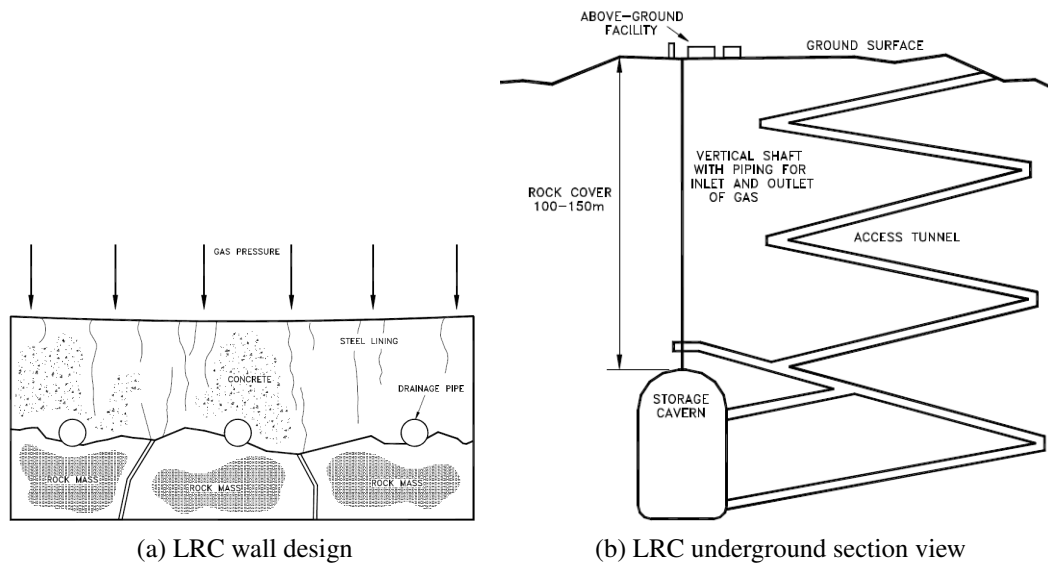 GAS PRESSURE
STEEL LINING
CONCRETE
DRAINAGE PIPE
ROCK MASS
ROCK MASS
ROCK MASS
(a) LRC wall design
ABOVE-GROUND
FACILITY
GROUND SURFACE
ROCK COVER
100-150m
VERTICAL SHAFT
WITH PIPING FOR
INLET AND OUTLET
OF GAS
ACCESS TUNNEL
STORAGE
CAVERN
(b) LRC underground section view